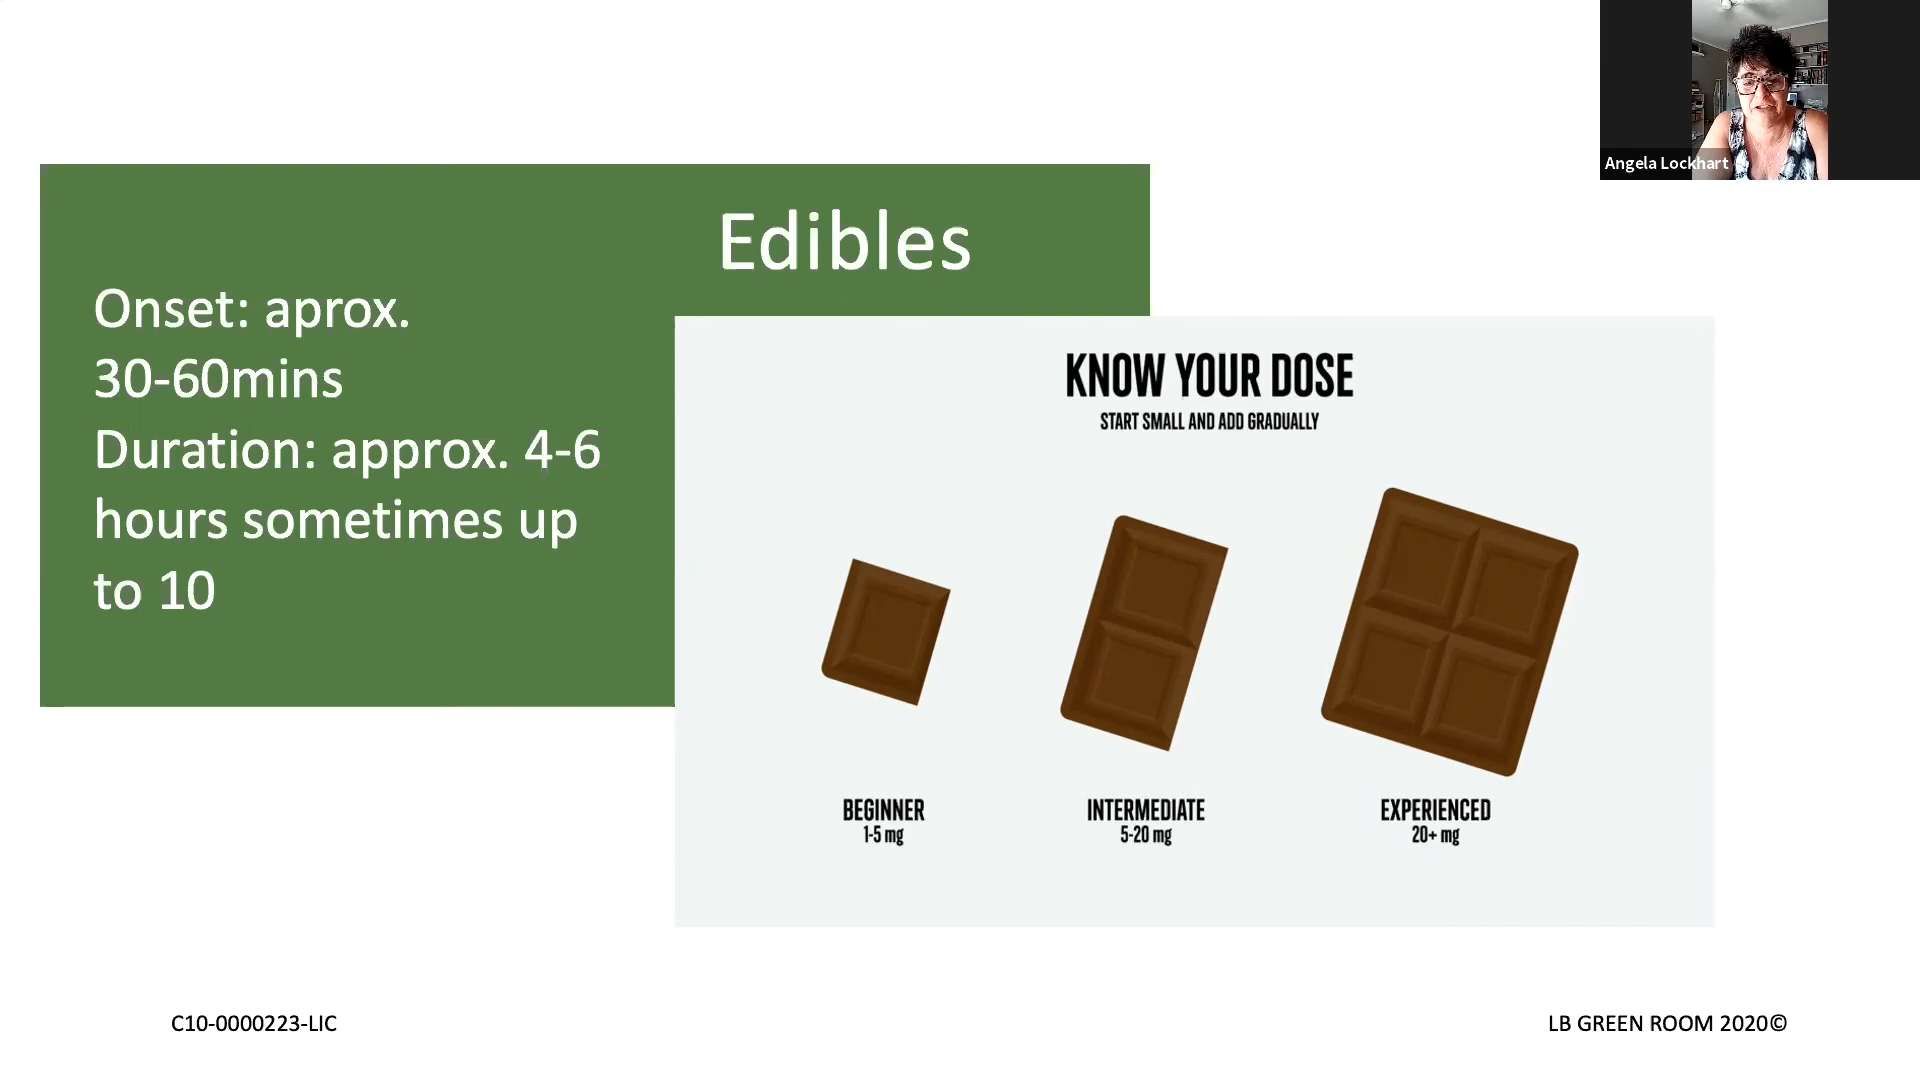 Angela Lockhart
Edibles
Onset: aprox.
30-60mins
Duration: approx. 4-6
hours sometimes up
to 10
KNOW YOUR DOSE
START SMALL AND ADD GRADUALLY
BEGINNER
1-5 mg
INTERMEDIATE
5-20 mg
EXPERIENCED
20+ mg
C10-0000223-LIC
LB GREEN ROOM 2020©